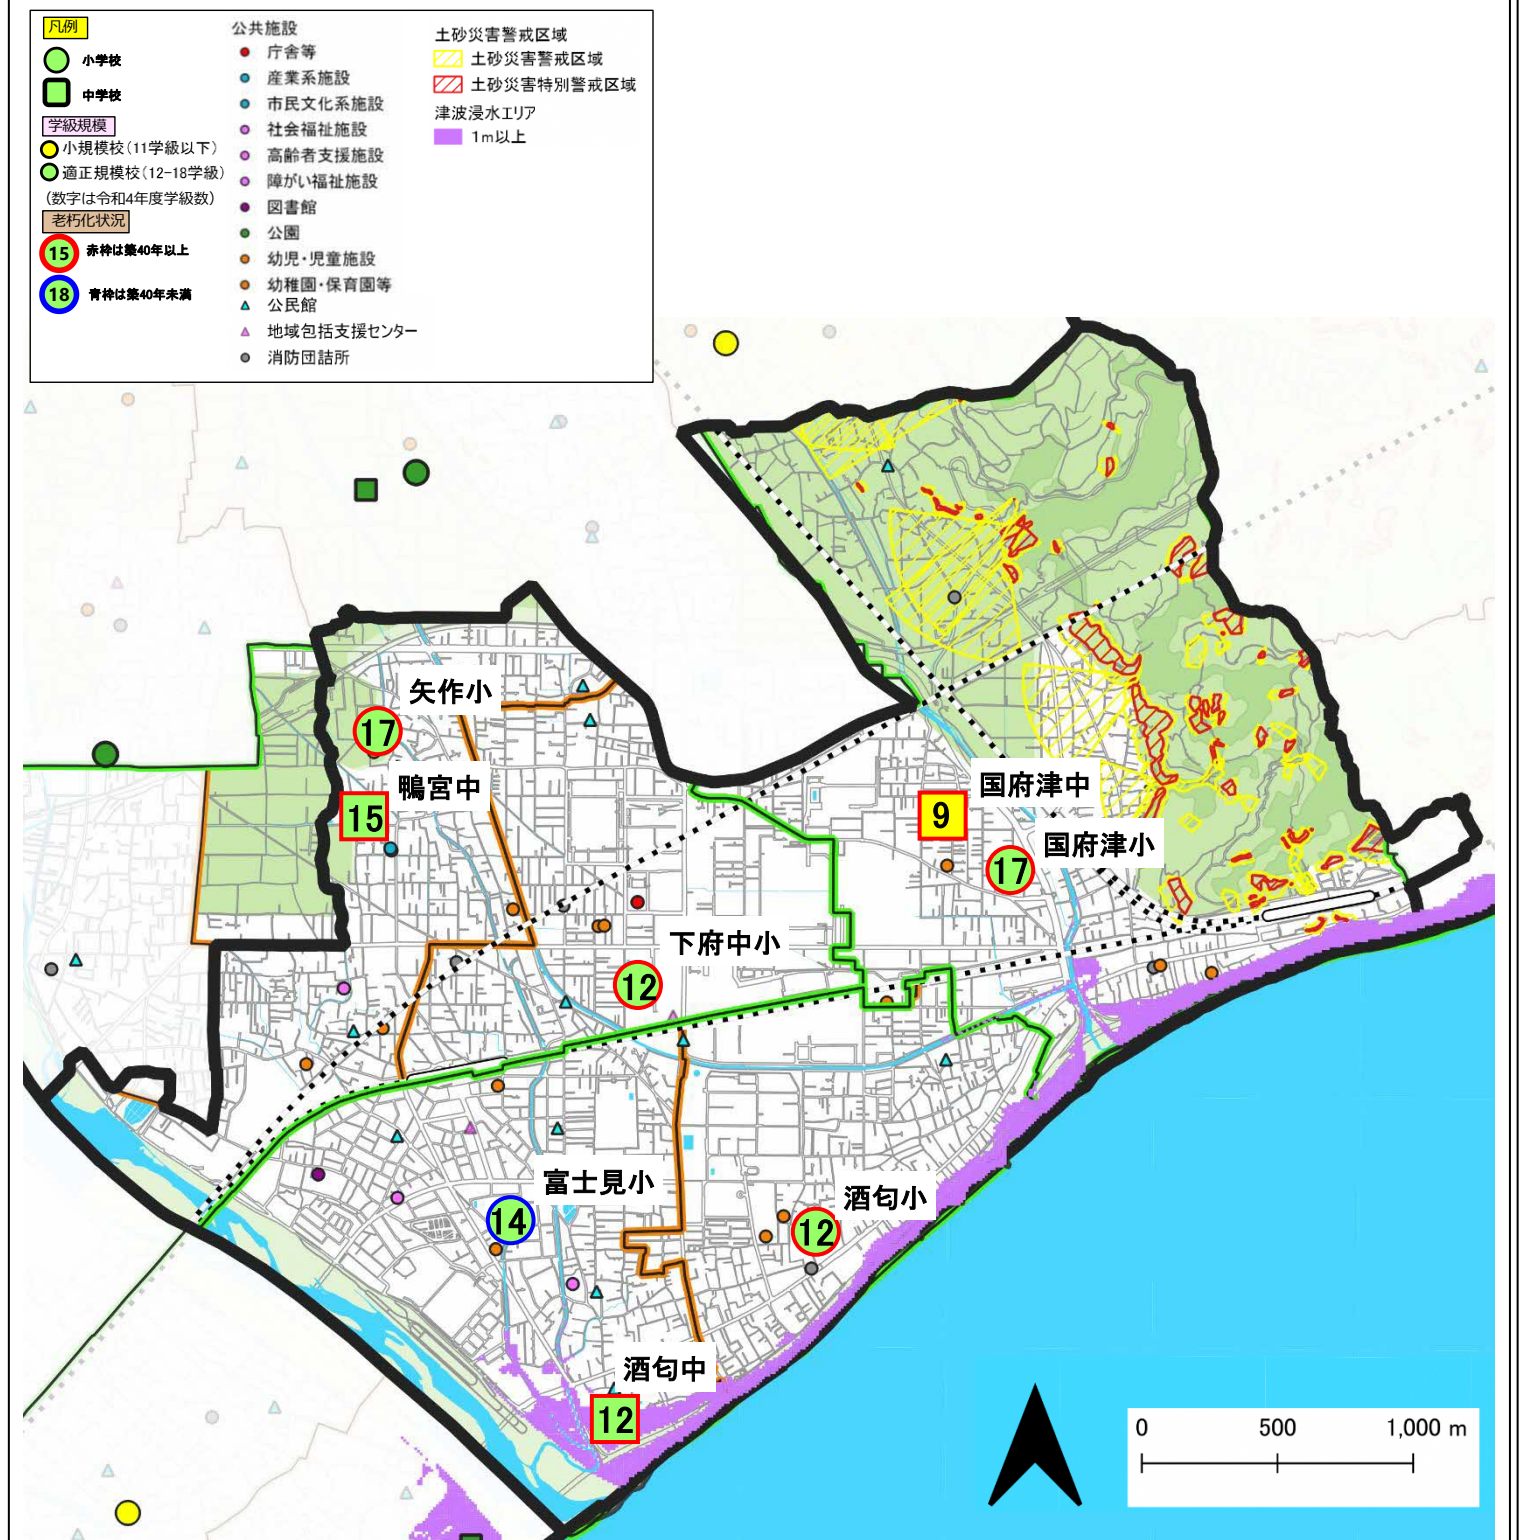 凡例
小学校
中学校
学級規模
小規模校(11学級以下)
適正規模校(12-18学級)
(数字は令和4年度学級数)
老朽化状況
15 赤枠は築40年以上
18 青枠は築40年未満
公共施設
庁舎等
産業系施設
市民文化系施設
社会福祉施設
高齢者支援施設
障がい福祉施設
図書館
公園
幼児・児童施設
幼稚園・保育園等
公民館
地域包括支援センター
消防団詰所
土砂災害警戒区域
土砂災害警戒区域
土砂災害特別警戒区域
津波浸水エリア
1m以上
矢作小
17
鴨宮中
15
国府津中
9
国府津小
17
下府中小
12
富士見小
14
酒匂小
12
酒匂中
12
0 500 1,000 m